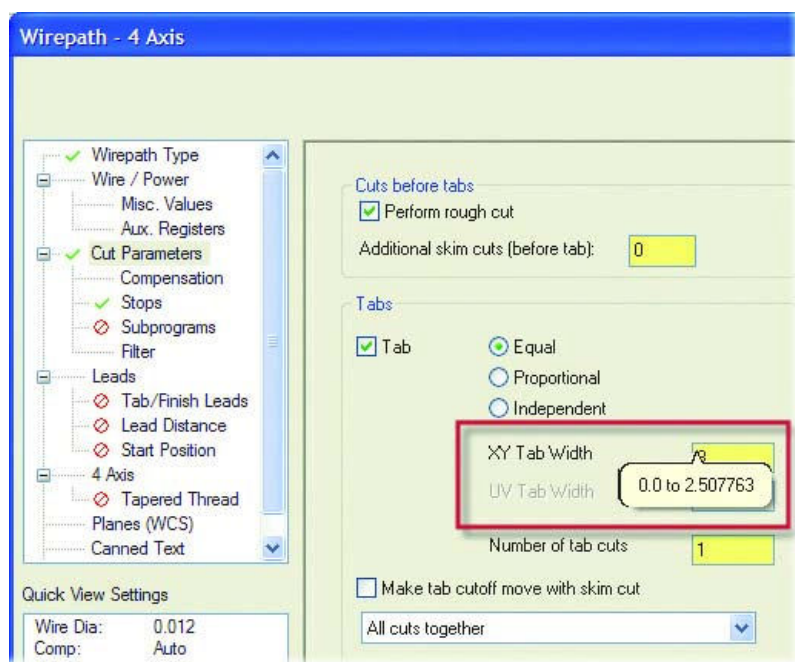 Wirepath - 4 Axis
Wirepath Type
Wire / Power
Misc. Values
Aux. Registers
Cut Parameters
Compensation
Stops
Subprograms
Filter
Leads
Tab/Finish Leads
Lead Distance
Start Position
4 Axis
Tapered Thread
Planes (WCS)
Canned Text
Quick View Settings
Wire Dia: 0.012
Comp: Auto
Cuts before tabs
Perform rough cut
Additional skim cuts (before tab): 0
Tabs
Tab
Equal
Proportional
Independent
XY Tab Width
UV Tab Width
0.0 to 2.507763
Number of tab cuts 1
Make tab cutoff move with skim cut
All cuts together